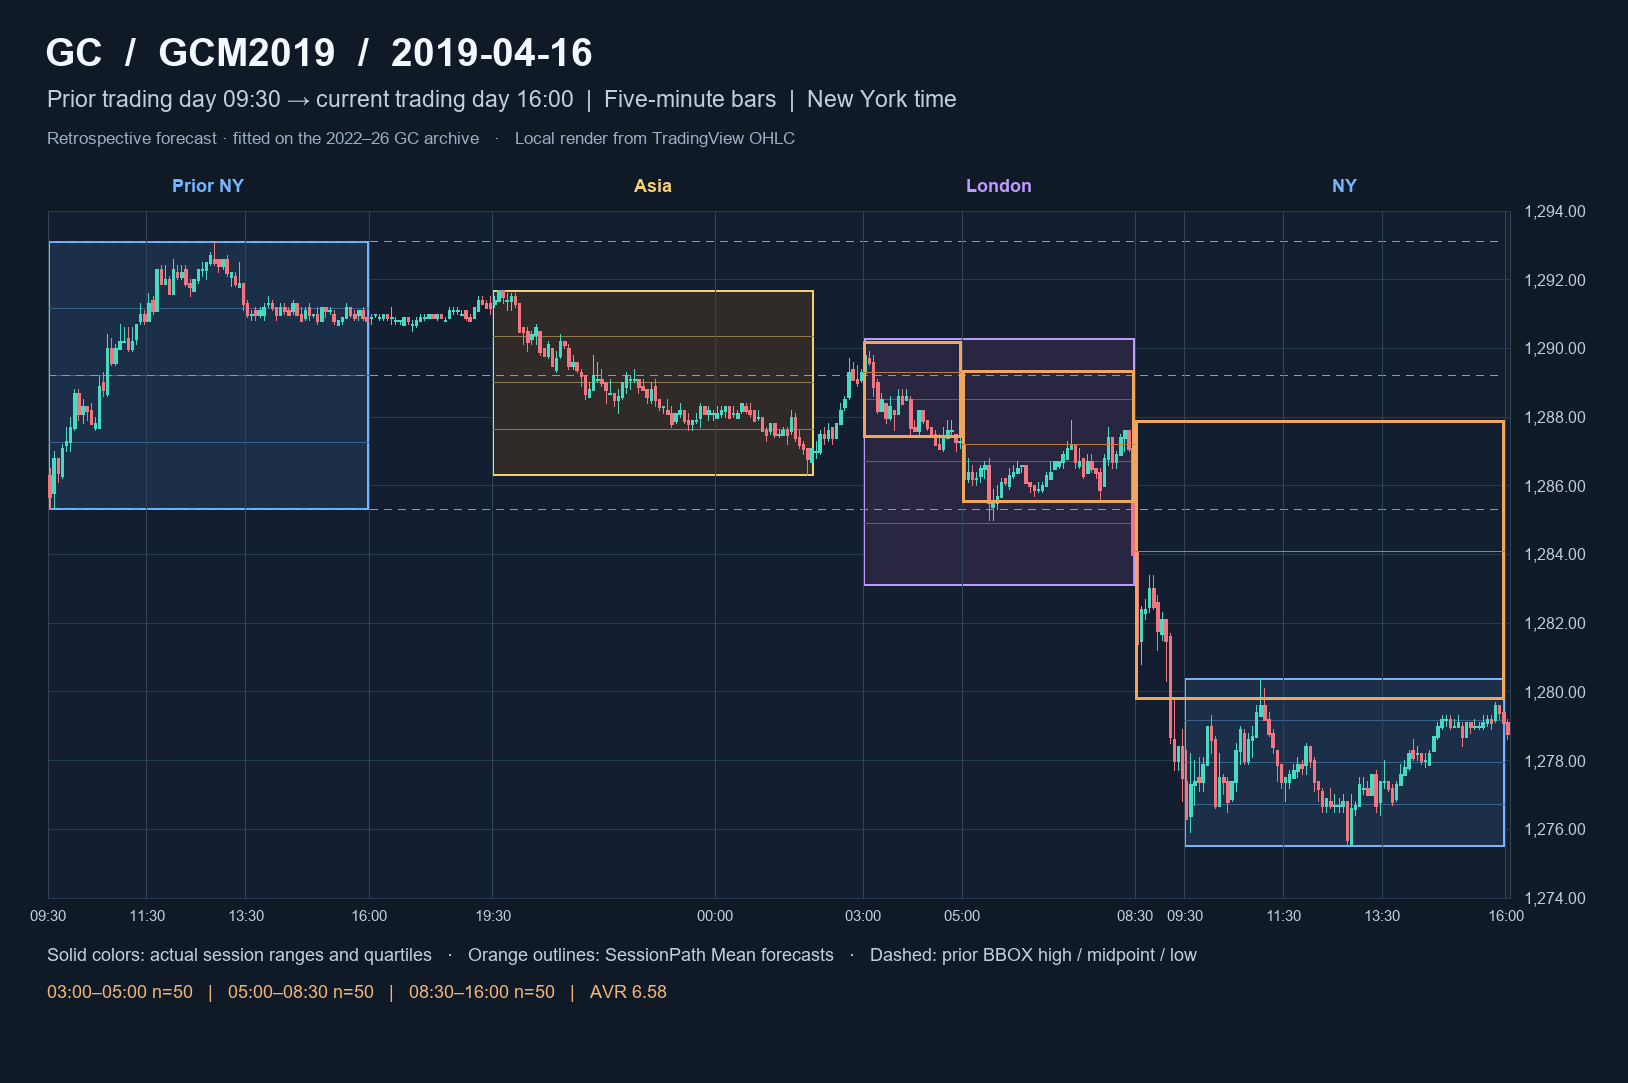 GC / GCM2019 / 2019-04-16
Prior trading day 09:30 → current trading day 16:00 | Five-minute bars | New York time
Retrospective forecast · fitted on the 2022–26 GC archive · Local render from TradingView OHLC
Prior NY Asia London NY
1,294.00
1,292.00
1,290.00
1,288.00
1,286.00
1,284.00
1,282.00
1,280.00
1,278.00
1,276.00
1,274.00
09:30 11:30 13:30 16:00 19:30 00:00 03:00 05:00 08:30 09:30 11:30 13:30 16:00
Solid colors: actual session ranges and quartiles · Orange outlines: SessionPath Mean forecasts · Dashed: prior BBOX high / midpoint / low
03:00–05:00 n=50 | 05:00–08:30 n=50 | 08:30–16:00 n=50 | AVR 6.58